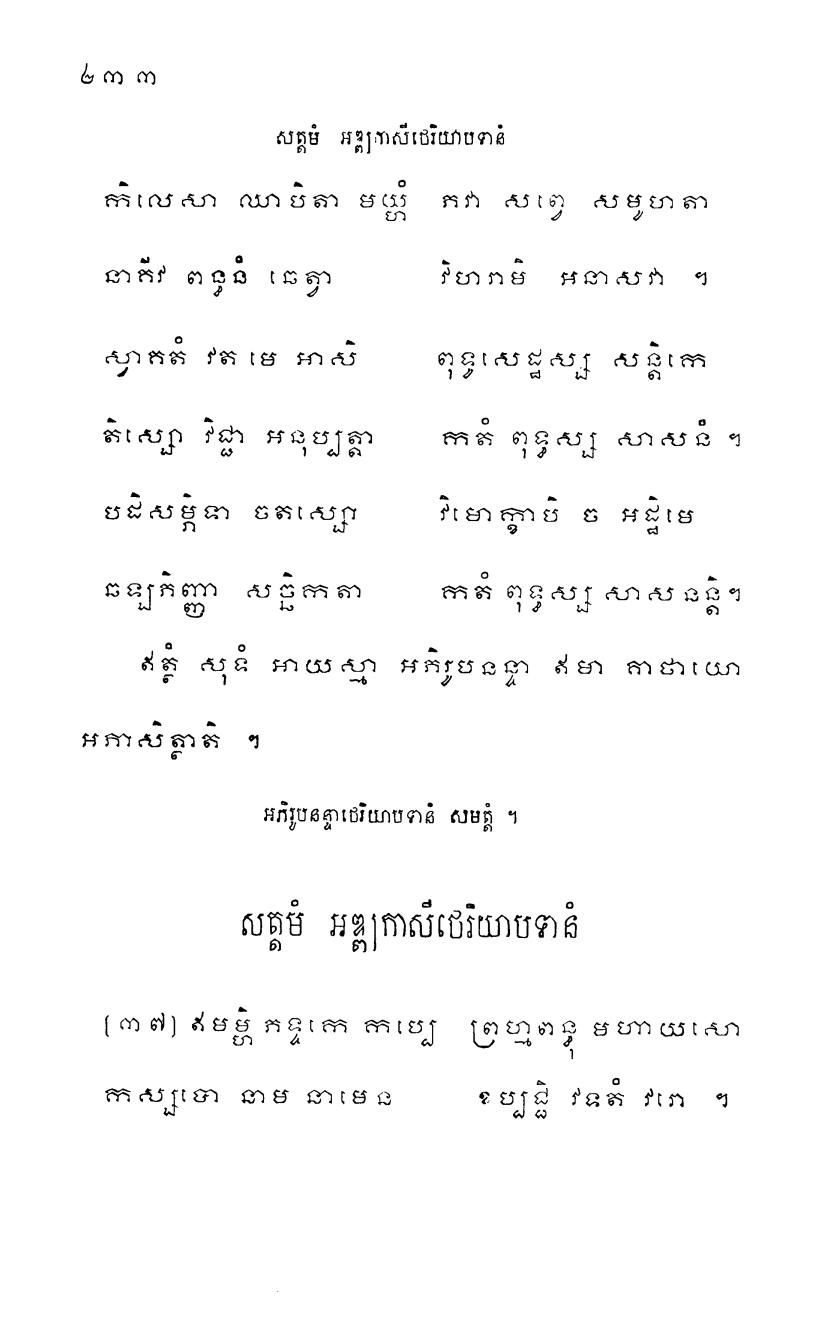 ៤៣៣
សត្តមំ អឌ្ឍកាសីថេរិយាបទានំ
កិលេសា ឈាបិតា មយ្ហំ ភវា សព្វេ សមូហតា
នាគីវ ពន្ធនំ ឆេត្វា វិហរាមិ អនាសវា ។
ស្វាគតំ វត មេ អាសិ ពុទ្ធសេដ្ឋស្ស សន្តិកេ
តិស្សោ វិជ្ជា អនុប្បត្តា កតំ ពុទ្ធស្ស សាសនំ ។
បដិសម្ភិទា ចតស្សោ វិមោក្ខាបិ ច អដ្ឋិមេ
ឆឡភិញ្ញា សច្ឆិកតា កតំ ពុទ្ធស្ស សាសនន្តិ។
ឥត្ថំ សុទំ អាយស្មា អភិរូបនន្ទា ឥមា គាថាយោ
អភាសិត្ថាតិ ។
អភិរូបនន្ទាថេរិយាបទានំ សមត្តំ ។
សត្តមំ អឌ្ឍកាសីថេរិយាបទានំ
[៣៧] ឥមម្ហិ ភទ្ទកេ កប្បេ ព្រហ្មពន្ធុ មហាយសោ
កស្សបោ នាម នាមេន ឧប្បជ្ជិ វទតំ វរោ ។